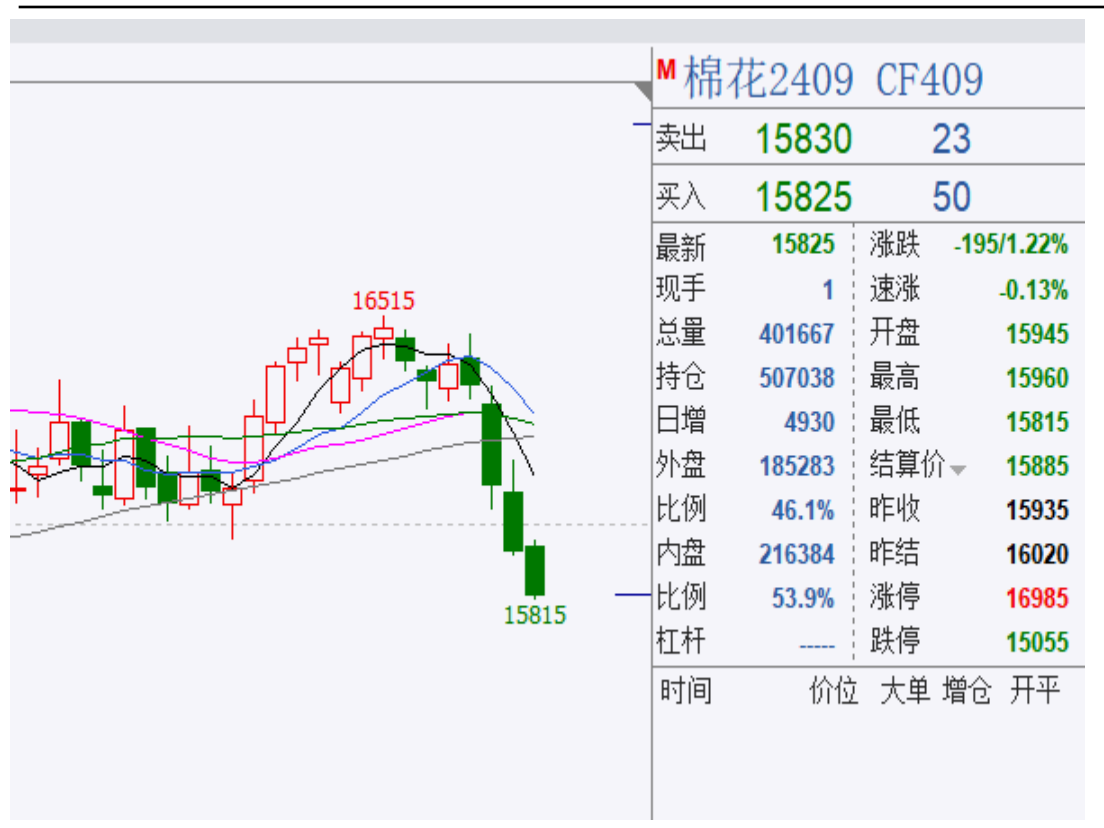 M 棉花2409 CF409
卖出 15830 23
买入 15825 50
最新 15825 涨跌 -195/1.22%
现手 1 速涨 -0.13%
总量 401667 开盘 15945
持仓 507038 最高 15960
日增 4930 最低 15815
外盘 185283 结算价 15885
比例 46.1% 昨收 15935
内盘 216384 昨结 16020
比例 53.9% 涨停 16985
杠杆 ----- 跌停 15055
时间 价位 大单 增仓 开平
16515
15815